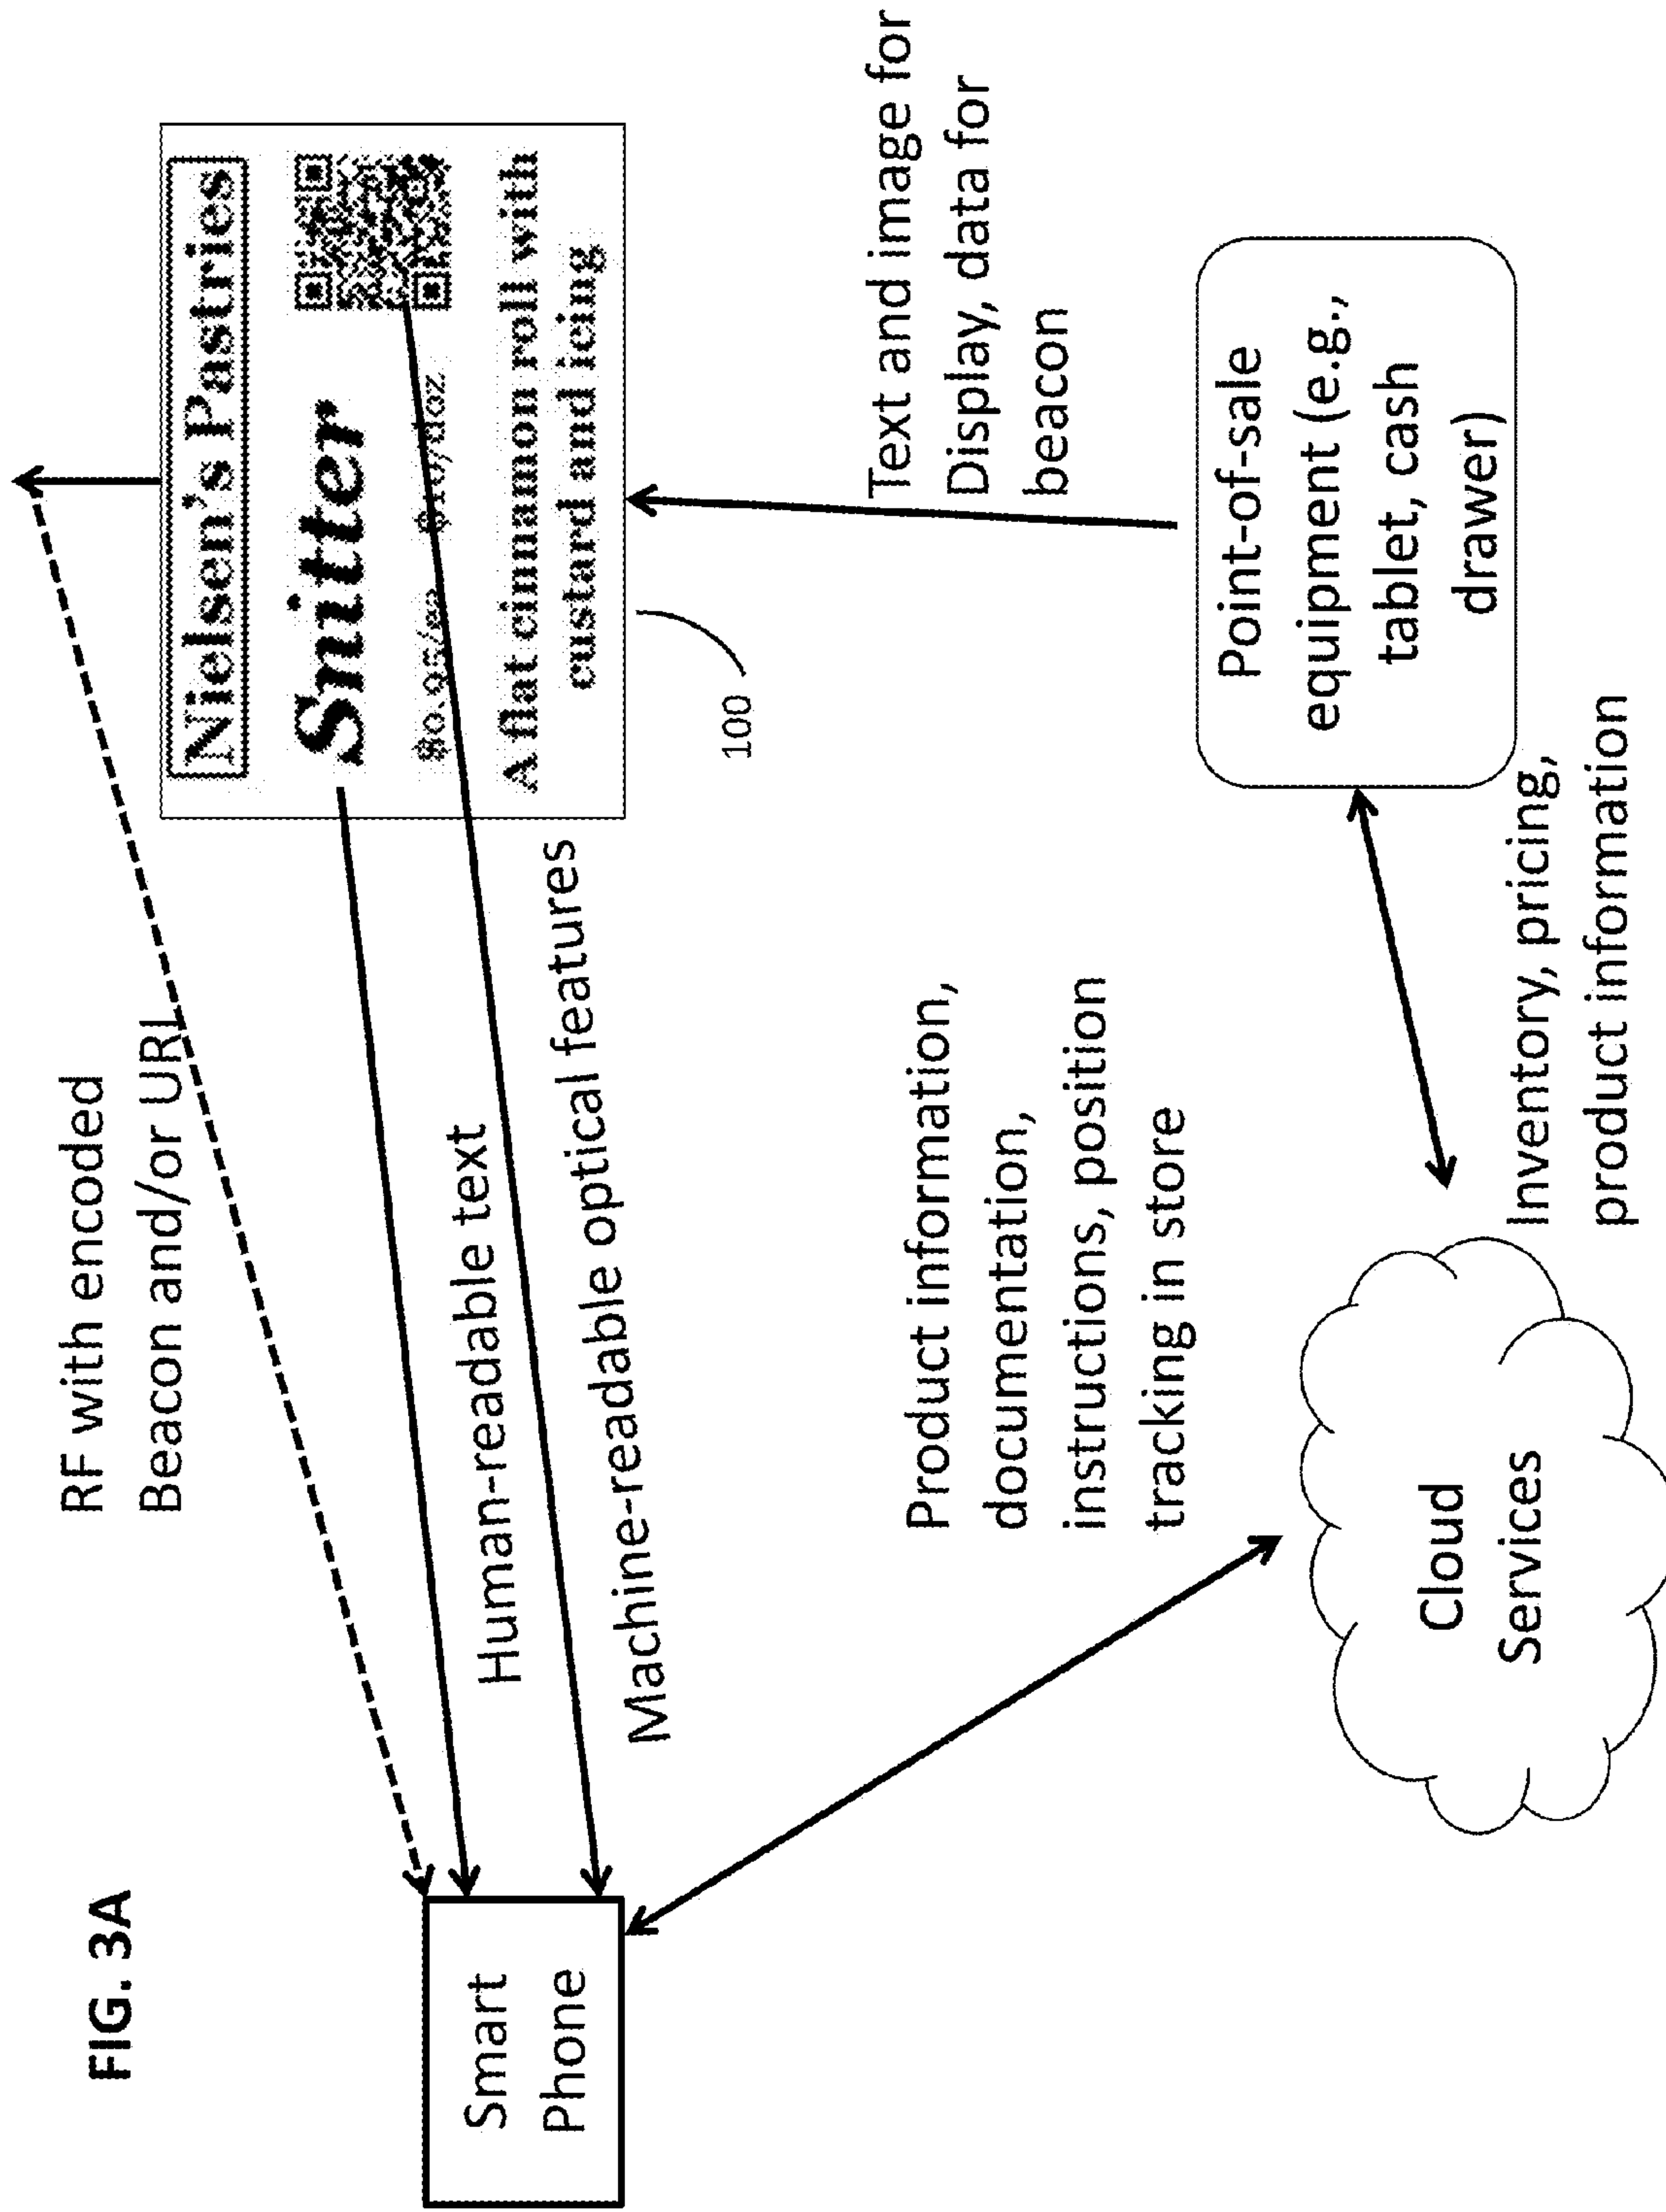 FIG. 3A
RF with encoded
Beacon and/or URL
Nielsen's Pastries
Snitter
$0.95/ea $10/doz
A flat cinnamon roll with
custard and icing
100
Smart
Phone
Human-readable text
Machine-readable optical features
Text and image for
Display, data for
beacon
Product information,
documentation,
instructions, position
tracking in store
Point-of-sale
equipment (e.g.,
tablet, cash
drawer)
Cloud
Services
Inventory, pricing,
product information